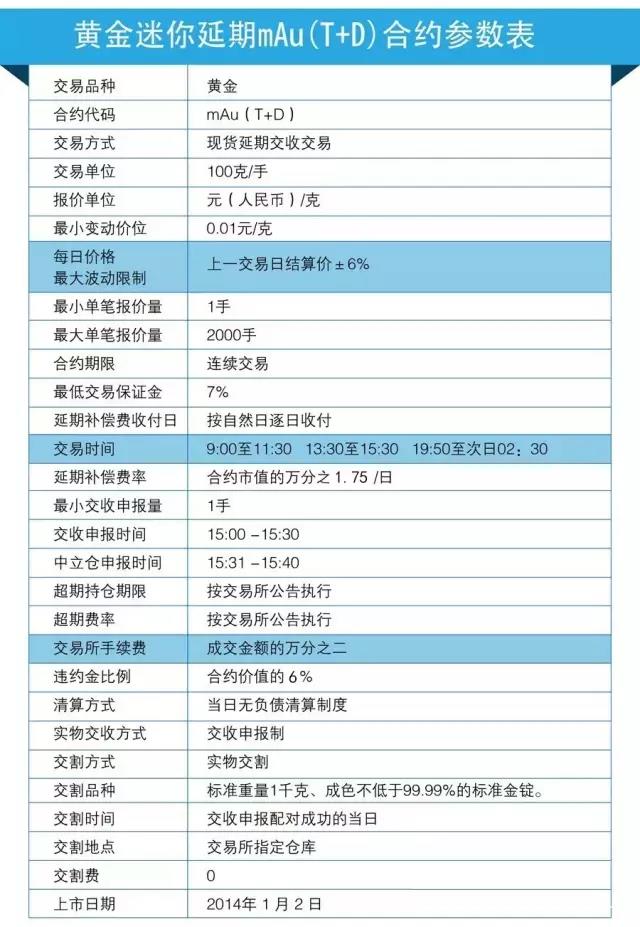 黄金迷你延期mAu(T+D)合约参数表
交易品种 黄金
合约代码 mAu（T+D）
交易方式 现货延期交收交易
交易单位 100克/手
报价单位 元（人民币）/克
最小变动价位 0.01元/克
每日价格
最大波动限制 上一交易日结算价±6%
最小单笔报价量 1手
最大单笔报价量 2000手
合约期限 连续交易
最低交易保证金 7%
延期补偿费收付日 按自然日逐日收付
交易时间 9:00至11:30 13:30至15:30 19:50至次日02：30
延期补偿费率 合约市值的万分之1.75 /日
最小交收申报量 1手
交收申报时间 15:00 -15:30
中立仓申报时间 15:31 -15:40
超期持仓期限 按交易所公告执行
超期费率 按交易所公告执行
交易所手续费 成交金额的万分之二
违约金比例 合约价值的6%
清算方式 当日无负债清算制度
实物交收方式 交收申报制
交割方式 实物交割
交割品种 标准重量1千克、成色不低于99.99%的标准金锭。
交割时间 交收申报配对成功的当日
交割地点 交易所指定仓库
交割费 0
上市日期 2014年 1 月 2 日